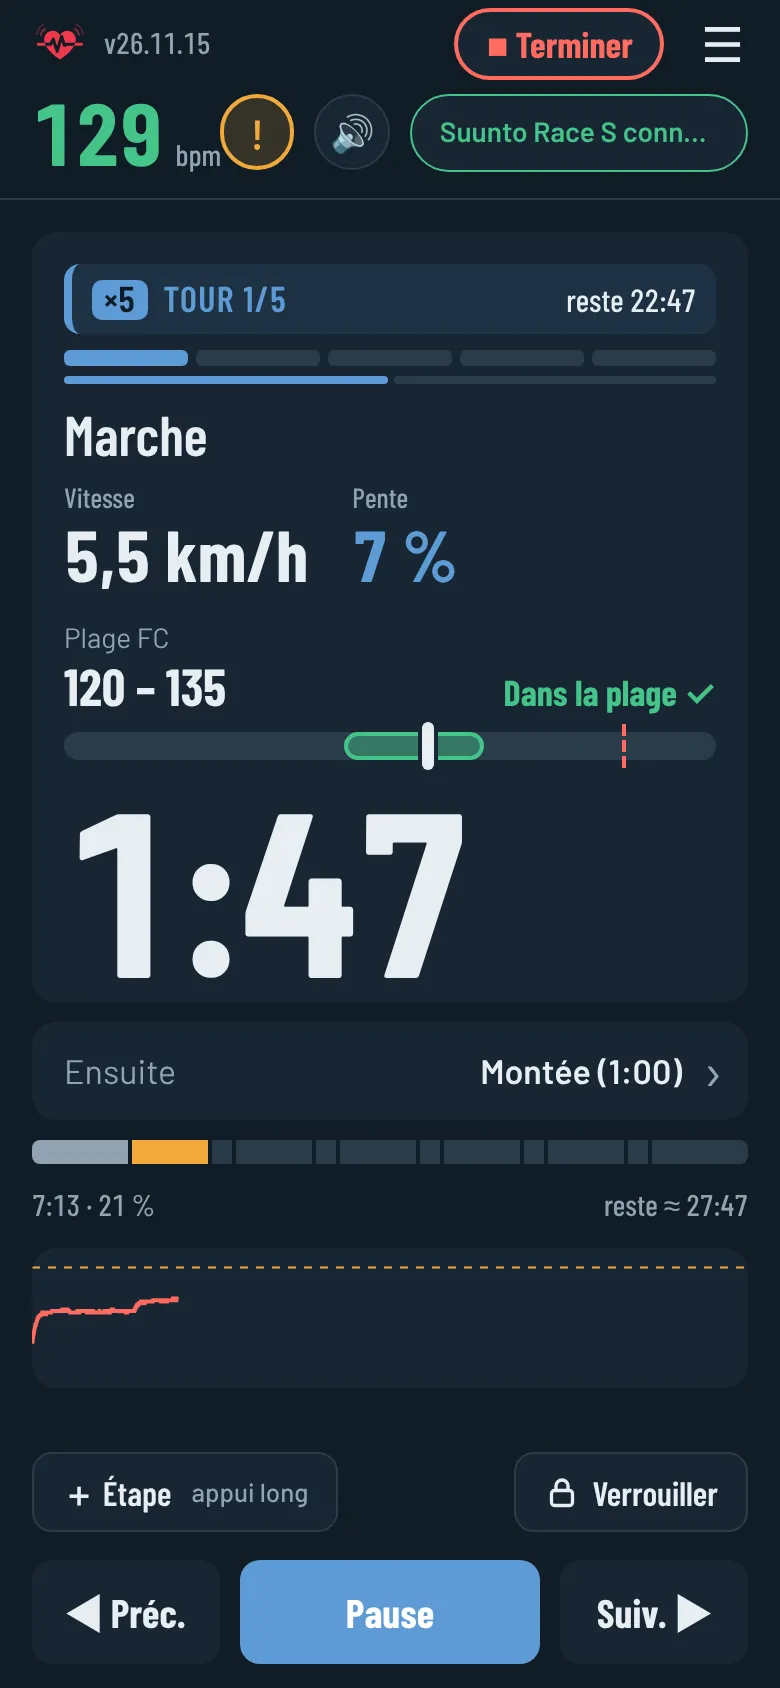 v26.11.15
■ Terminer
129 bpm
!
Suunto Race S conn...
×5 TOUR 1/5
reste 22:47
Marche
Vitesse
Pente
5,5 km/h
7 %
Plage FC
120 – 135
Dans la plage ✓
1:47
Ensuite
Montée (1:00) ›
7:13 · 21 %
reste ≈ 27:47
+ Étape appui long
Verrouiller
◀ Préc.
Pause
Suiv. ▶